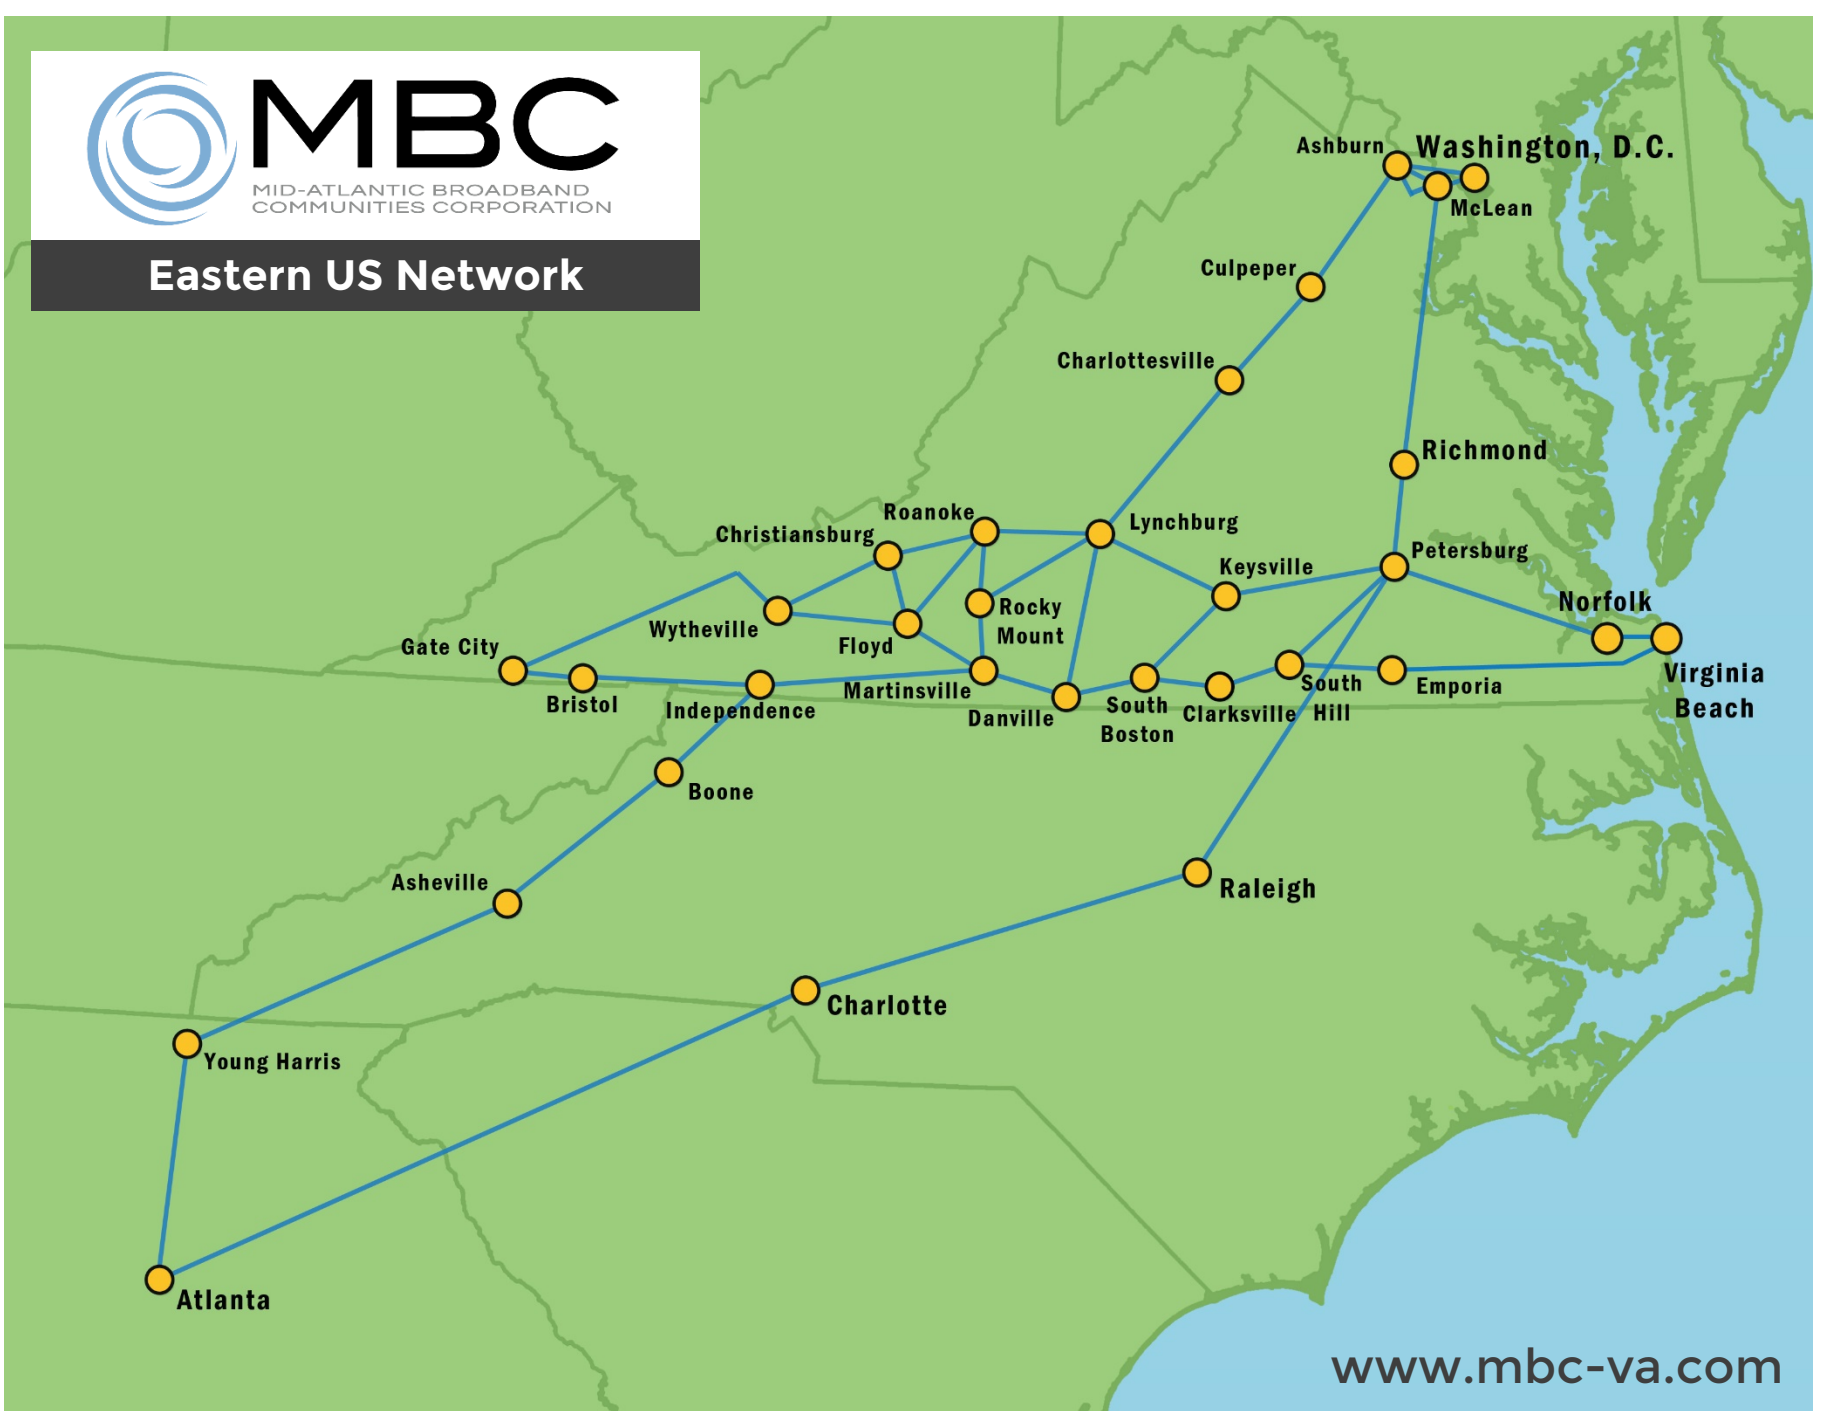 MBC
MID-ATLANTIC BROADBAND
COMMUNITIES CORPORATION
Eastern US Network
Ashburn
Washington, D.C.
McLean
Culpeper
Charlottesville
Richmond
Roanoke
Christiansburg
Lynchburg
Petersburg
Keysville
Norfolk
Rocky
Mount
Wytheville
Floyd
Gate City
Virginia
Beach
Martinsville
South
Hill
Emporia
Bristol
Independence
Danville
South
Boston
Clarksville
Boone
Asheville
Raleigh
Charlotte
Young Harris
Atlanta
www.mbc-va.com